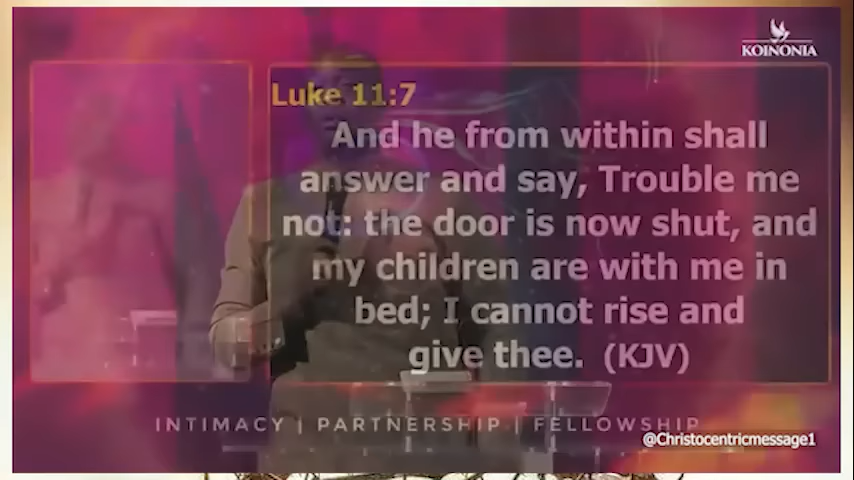 KOINONIA
Luke 11:7
And he from within shall
answer and say, Trouble me
not: the door is now shut, and
my children are with me in
bed; I cannot rise and
give thee. (KJV)
INTIMACY | PARTNERSHIP | FELLOWSHIP
@Christocentricmessage1